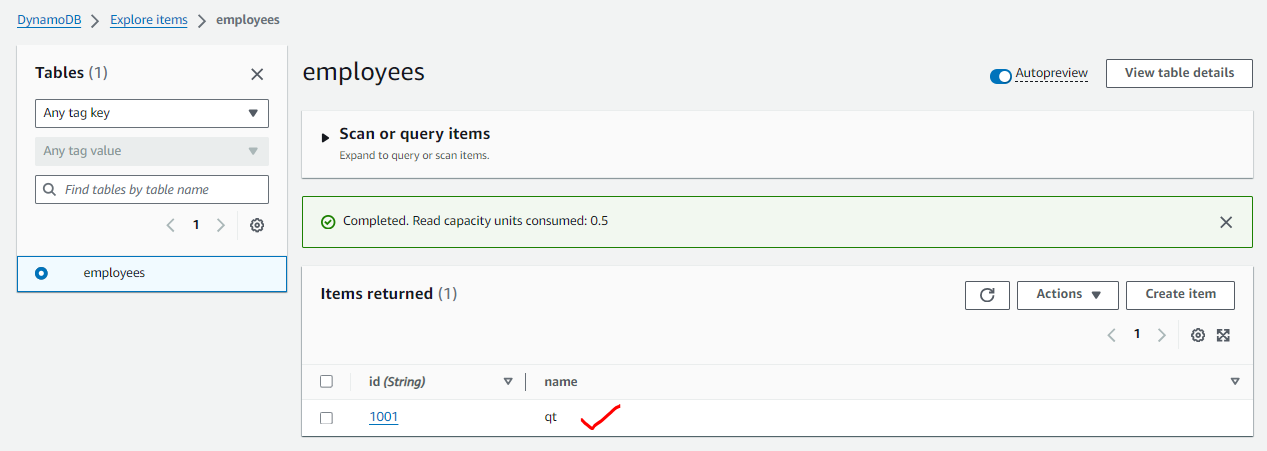 DynamoDB > Explore items > employees
Tables (1)
Any tag key
Any tag value
Find tables by table name
1
employees
employees
Autopreview
View table details
Scan or query items
Expand to query or scan items.
Completed. Read capacity units consumed: 0.5
Items returned (1)
Actions
Create item
1
id (String) name
1001 qt